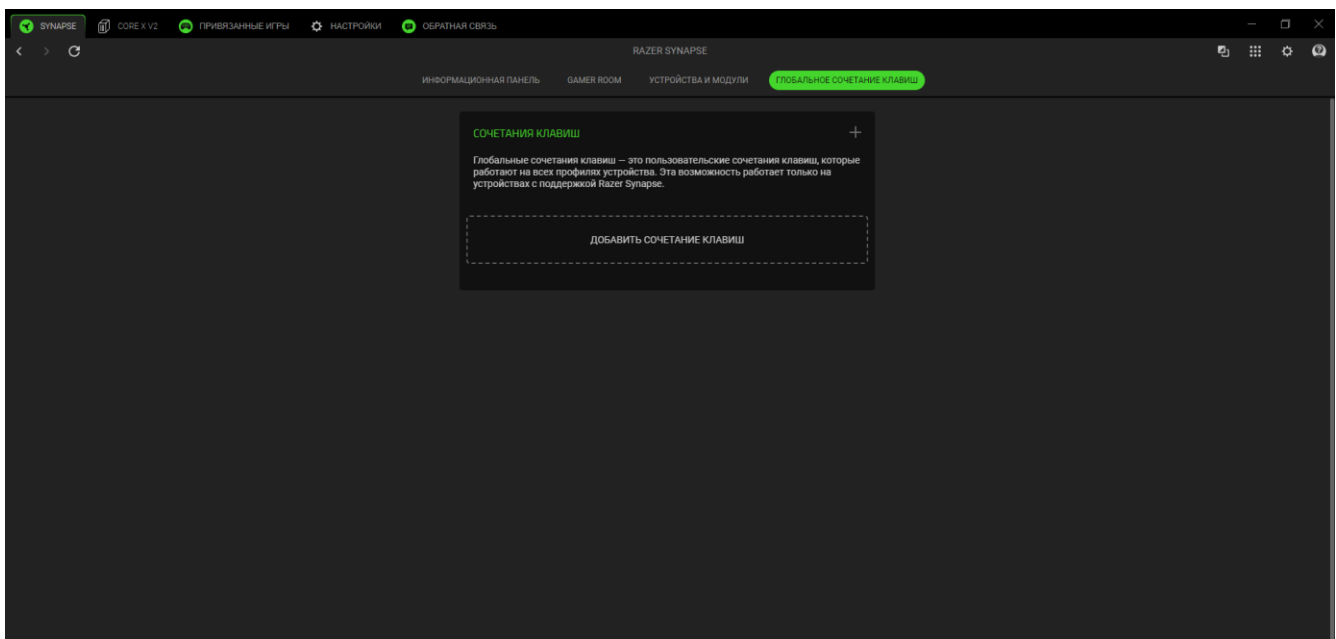 SYNAPSE
CORE X V2
ПРИВЯЗАННЫЕ ИГРЫ
НАСТРОЙКИ
ОБРАТНАЯ СВЯЗЬ
RAZER SYNAPSE
ИНФОРМАЦИОННАЯ ПАНЕЛЬ
GAMER ROOM
УСТРОЙСТВА И МОДУЛИ
ГЛОБАЛЬНОЕ СОЧЕТАНИЕ КЛАВИШ
СОЧЕТАНИЯ КЛАВИШ
Глобальные сочетания клавиш — это пользовательские сочетания клавиш, которые
работают на всех профилях устройства. Эта возможность работает только на
устройствах с поддержкой Razer Synapse.
ДОБАВИТЬ СОЧЕТАНИЕ КЛАВИШ